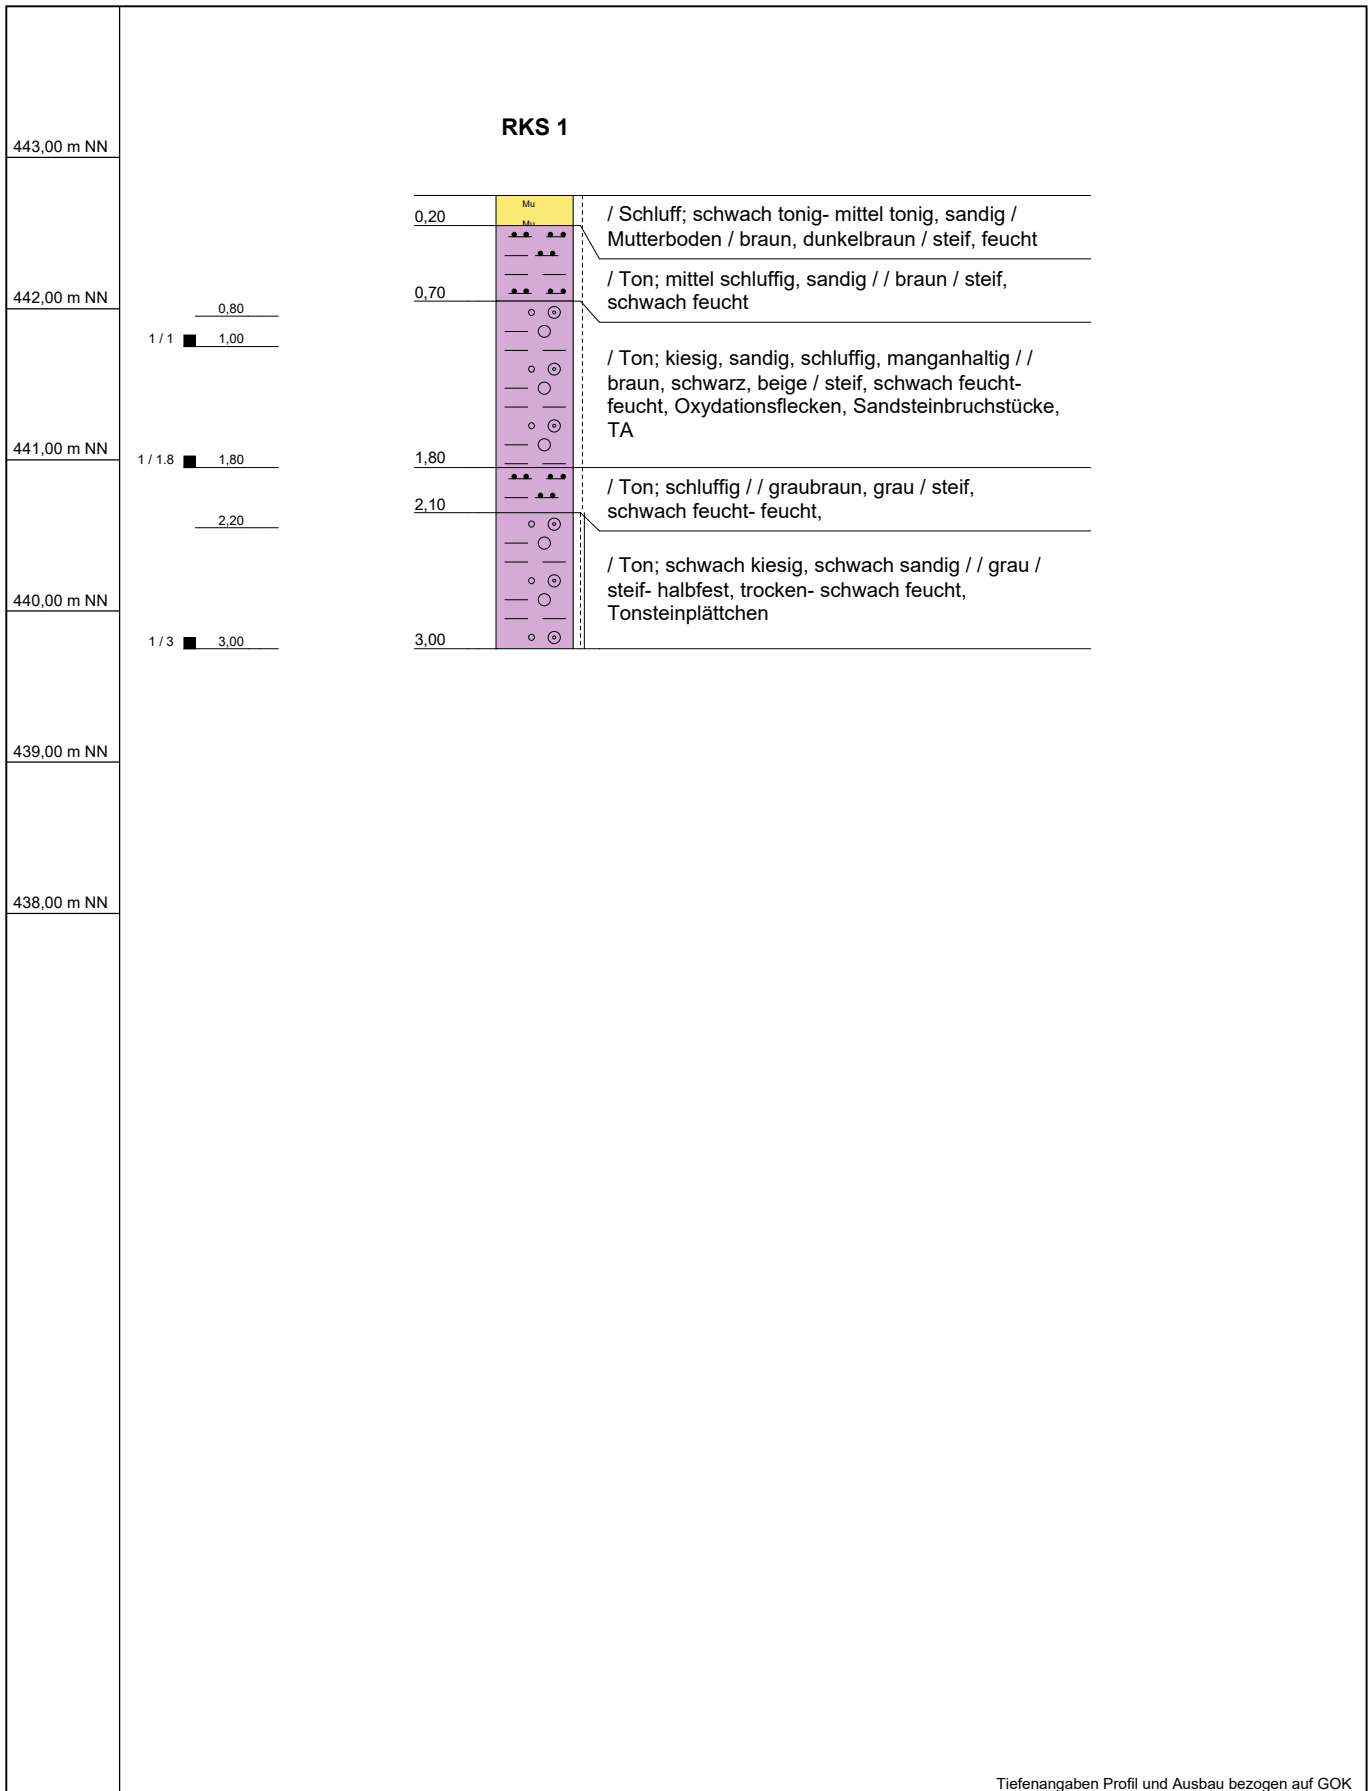 RKS 1
443,00 m NN
442,00 m NN
441,00 m NN
440,00 m NN
439,00 m NN
438,00 m NN
0,80
1 / 1 1,00
1 / 1.8 1,80
2,20
1 / 3 3,00
0,20
0,70
1,80
2,10
3,00
Mu
Mu
/ Schluff; schwach tonig- mittel tonig, sandig /
Mutterboden / braun, dunkelbraun / steif, feucht
/ Ton; mittel schluffig, sandig / / braun / steif,
schwach feucht
/ Ton; kiesig, sandig, schluffig, manganhaltig / /
braun, schwarz, beige / steif, schwach feucht-
feucht, Oxydationsflecken, Sandsteinbruchstücke,
TA
/ Ton; schluffig / / graubraun, grau / steif,
schwach feucht- feucht,
/ Ton; schwach kiesig, schwach sandig / / grau /
steif- halbfest, trocken- schwach feucht,
Tonsteinplättchen
Tiefenangaben Profil und Ausbau bezogen auf GOK